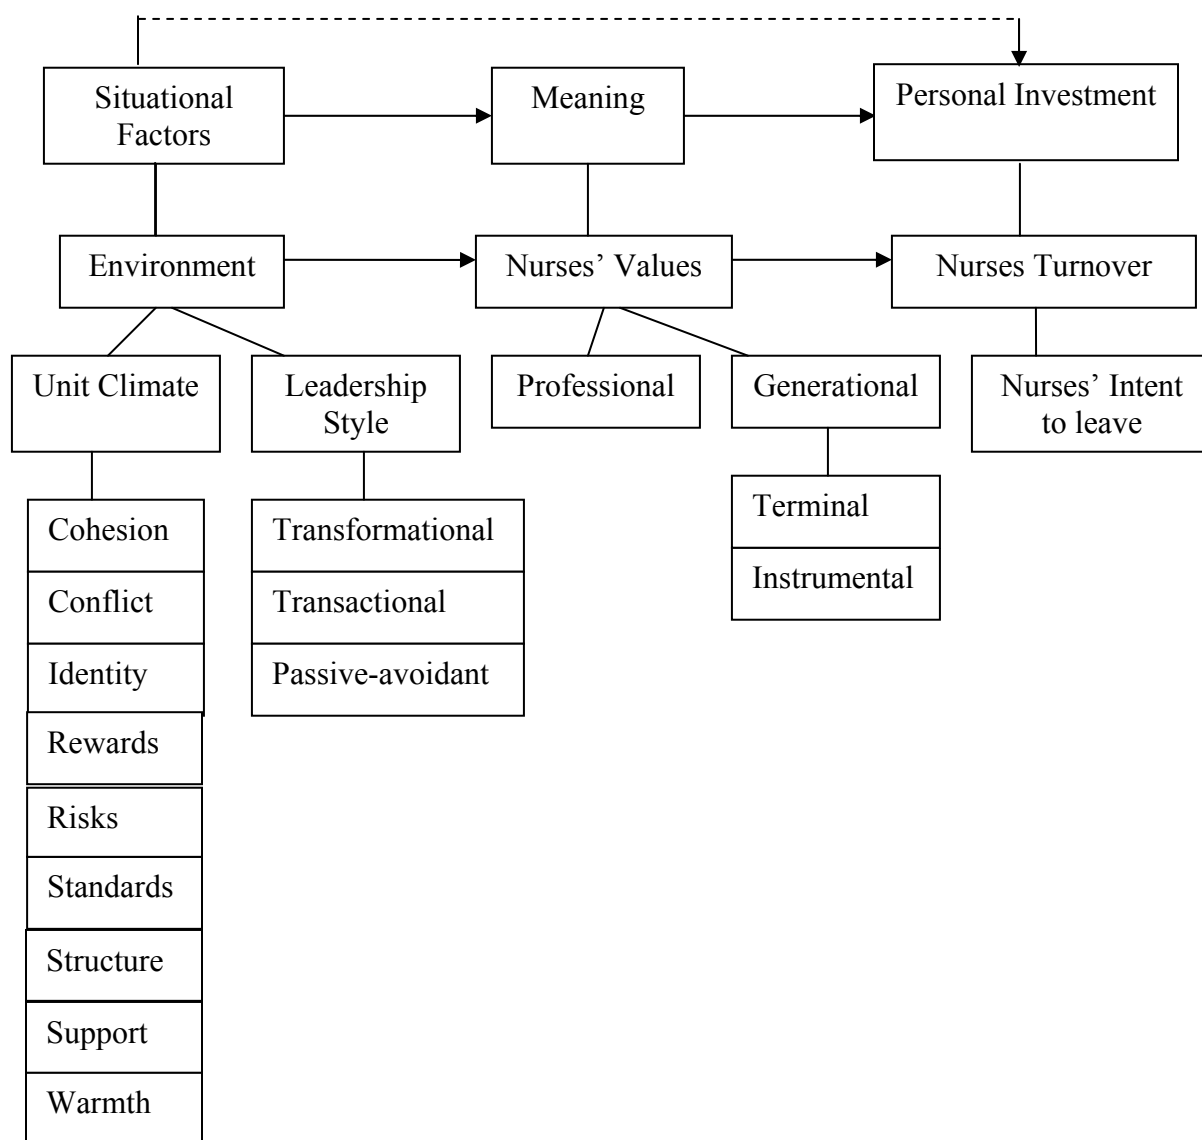 Situational
Factors
Meaning
Personal Investment
Environment
Nurses’ Values
Nurses Turnover
Unit Climate
Leadership
Style
Professional
Generational
Nurses’ Intent
to leave
Cohesion
Conflict
Identity
Rewards
Risks
Standards
Structure
Support
Warmth
Transformational
Transactional
Passive-avoidant
Terminal
Instrumental